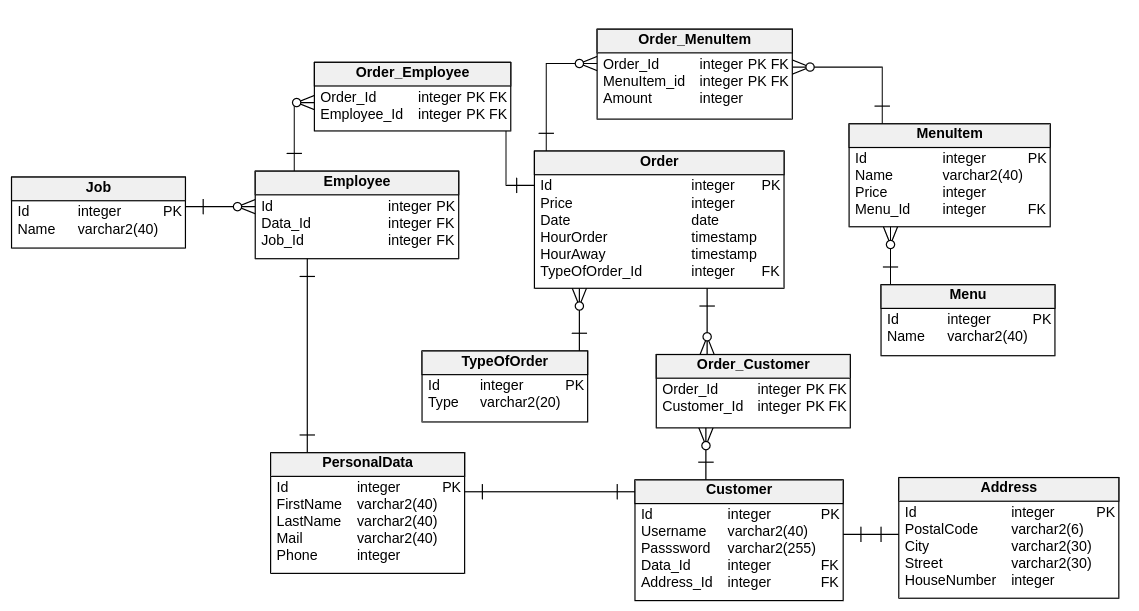 Order_MenuItem
Order_Id integer PK FK
MenuItem_id integer PK FK
Amount integer
Order_Employee
Order_Id integer PK FK
Employee_Id integer PK FK
MenuItem
Id integer PK
Name varchar2(40)
Price integer
Menu_Id integer FK
Order
Id integer PK
Price integer
Date date
HourOrder timestamp
HourAway timestamp
TypeOfOrder_Id integer FK
Job
Id integer PK
Name varchar2(40)
Employee
Id integer PK
Data_Id integer FK
Job_Id integer FK
Menu
Id integer PK
Name varchar2(40)
TypeOfOrder
Id integer PK
Type varchar2(20)
Order_Customer
Order_Id integer PK FK
Customer_Id integer PK FK
PersonalData
Id integer PK
FirstName varchar2(40)
LastName varchar2(40)
Mail varchar2(40)
Phone integer
Customer
Id integer PK
Username varchar2(40)
Passsword varchar2(255)
Data_Id integer FK
Address_Id integer FK
Address
Id integer PK
PostalCode varchar2(6)
City varchar2(30)
Street varchar2(30)
HouseNumber integer